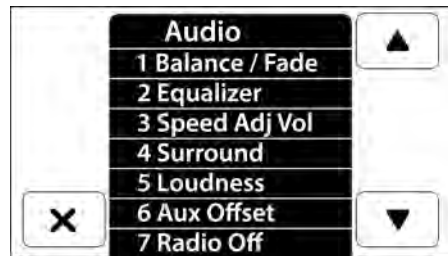 Audio
1 Balance / Fade
2 Equalizer
3 Speed Adj Vol
4 Surround
5 Loudness
6 Aux Offset
7 Radio Off